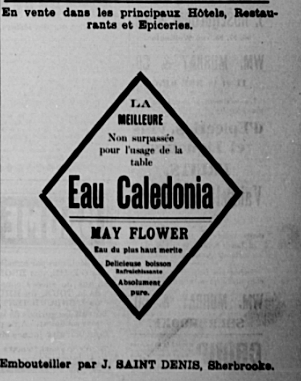 En vente dans les principaux Hôtels, Restau-
rants et Epiceries.
LA
MEILLEURE
Non surpassée
pour l'usage de la
table
Eau Caledonia
MAY FLOWER
Eau du plus haut merite
Delicieuse boisson
Rafraichissante
Absolument
pure.
Embouteiller par J. SAINT DENIS, Sherbrooke.